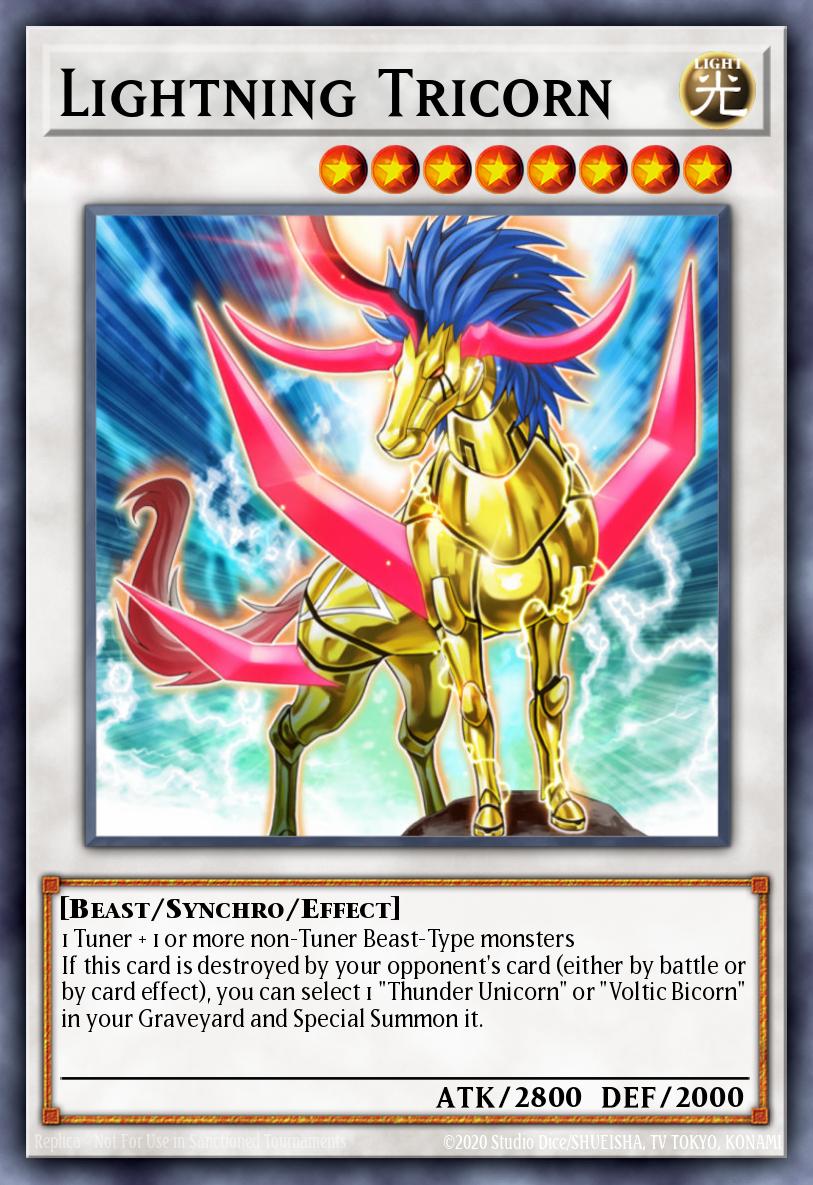 Lightning Tricorn
LIGHT
光
[Beast/Synchro/Effect]
1 Tuner + 1 or more non-Tuner Beast-Type monsters
If this card is destroyed by your opponent's card (either by battle or
by card effect), you can select 1 "Thunder Unicorn" or "Voltic Bicorn"
in your Graveyard and Special Summon it.
ATK/2800 DEF/2000
Replica - Not For Use in Sanctioned Tournaments
©2020 Studio Dice/SHUEISHA, TV TOKYO, KONAMI